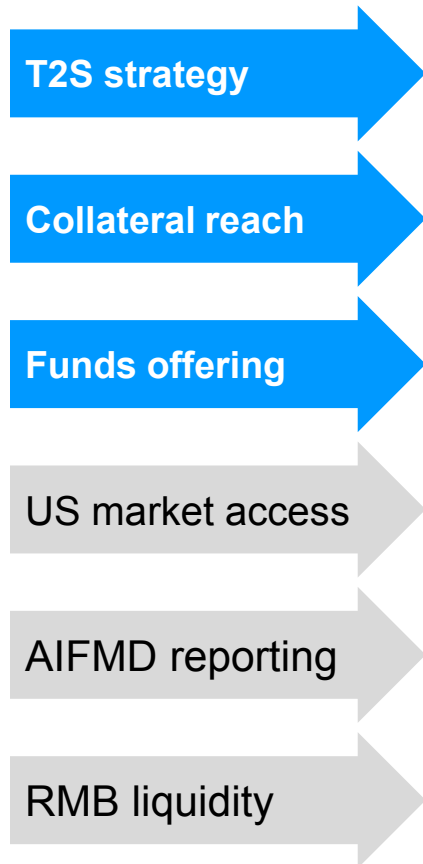 T2S strategy
Collateral reach
Funds offering
US market access
AIFMD reporting
RMB liquidity